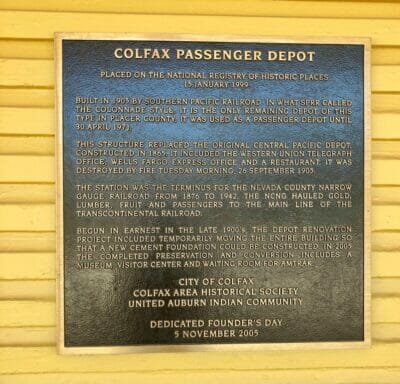 COLFAX PASSENGER DEPOT
PLACED ON THE NATIONAL REGISTRY OF HISTORIC PLACES
15 JANUARY 1999
BUILT IN 1905 BY SOUTHERN PACIFIC RAILROAD IN WHAT SPRR CALLED
THE COLONNADE STYLE. IT IS THE ONLY REMAINING DEPOT OF THIS
TYPE IN PLACER COUNTY. IT WAS USED AS A PASSENGER DEPOT UNTIL
30 APRIL 1971.
THIS STRUCTURE REPLACED THE ORIGINAL CENTRAL PACIFIC DEPOT
CONSTRUCTED IN 1865. IT INCLUDED THE WESTERN UNION TELEGRAPH
OFFICE, WELLS FARGO EXPRESS OFFICE AND A RESTAURANT. IT WAS
DESTROYED BY FIRE TUESDAY MORNING, 26 SEPTEMBER 1905.
THE STATION WAS THE TERMINUS FOR THE NEVADA COUNTY NARROW
GAUGE RAILROAD FROM 1876 TO 1942. THE NCNG HAULED GOLD,
LUMBER, FRUIT AND PASSENGERS TO THE MAIN LINE OF THE
TRANSCONTINENTAL RAILROAD.
BEGUN IN EARNEST IN THE LATE 1900's, THE DEPOT RENOVATION
PROJECT INCLUDED TEMPORARILY MOVING THE ENTIRE BUILDING SO
THAT A NEW CEMENT FOUNDATION COULD BE CONSTRUCTED. IN 2005
THE COMPLETED PRESERVATION AND CONVERSION INCLUDES A
MUSEUM, VISITOR CENTER AND WAITING ROOM FOR AMTRAK.
CITY OF COLFAX
COLFAX AREA HISTORICAL SOCIETY
UNITED AUBURN INDIAN COMMUNITY
DEDICATED FOUNDER'S DAY
5 NOVEMBER 2005